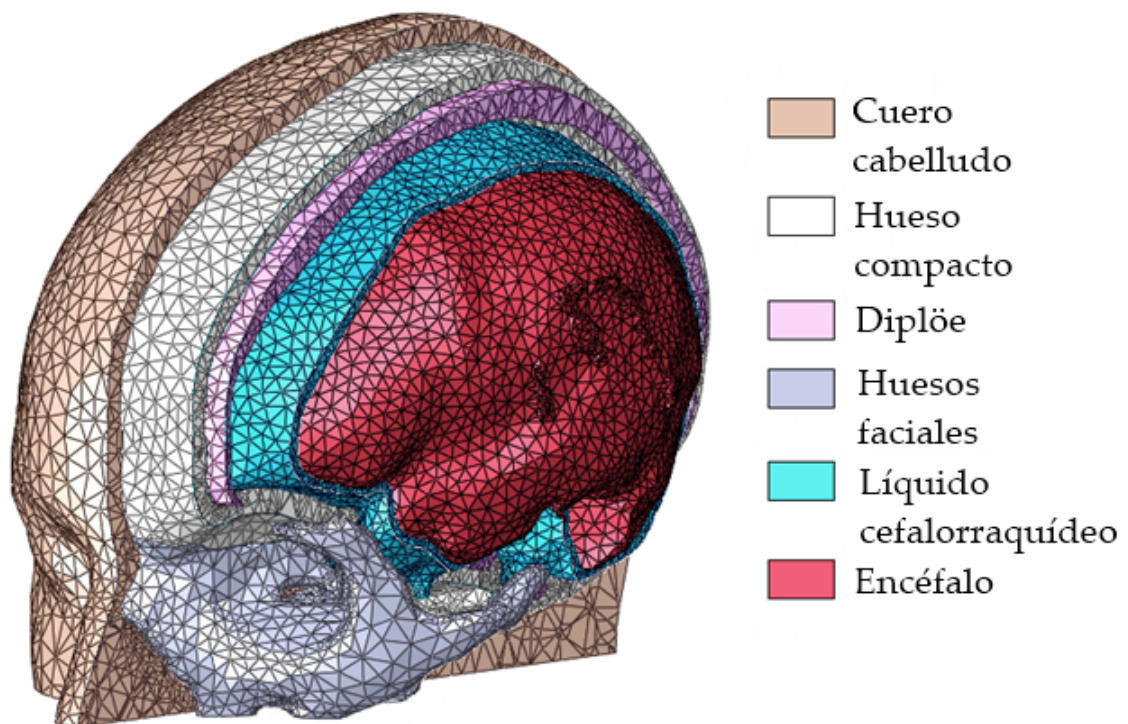 Cuero
cabelludo
Hueso
compacto
Diplöe
Huesos
faciales
Líquido
cefalorraquídeo
Encéfalo